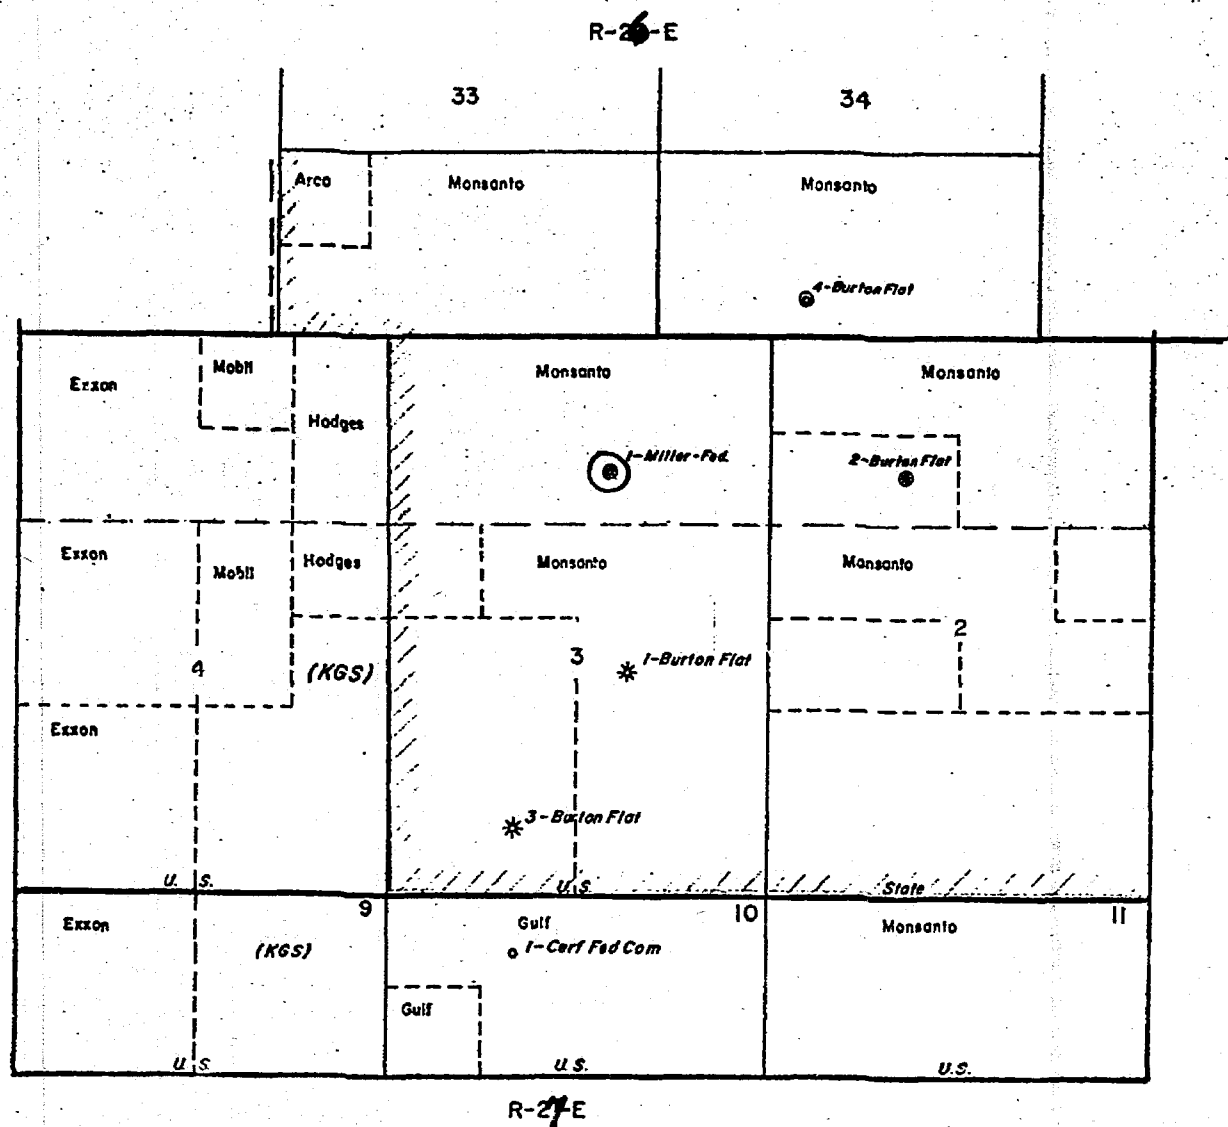 R-26-E
33
34
Arco
Monsanto
Monsanto
4-Burton Flat
Exxon
Mobil
Hodges
Monsanto
Monsanto
1-Miller-Fed.
2-Burton Flat
Exxon
Mobil
Hodges
Monsanto
Monsanto
4
(KGS)
3
1-Burton Flat
2
Exxon
3-Burton Flat
U.S.
U.S.
State
Exxon
(KGS)
9
Gulf
10
Monsanto
11
1-Cerf Fed Com
Gulf
U.S.
U.S.
U.S.
R-27-E